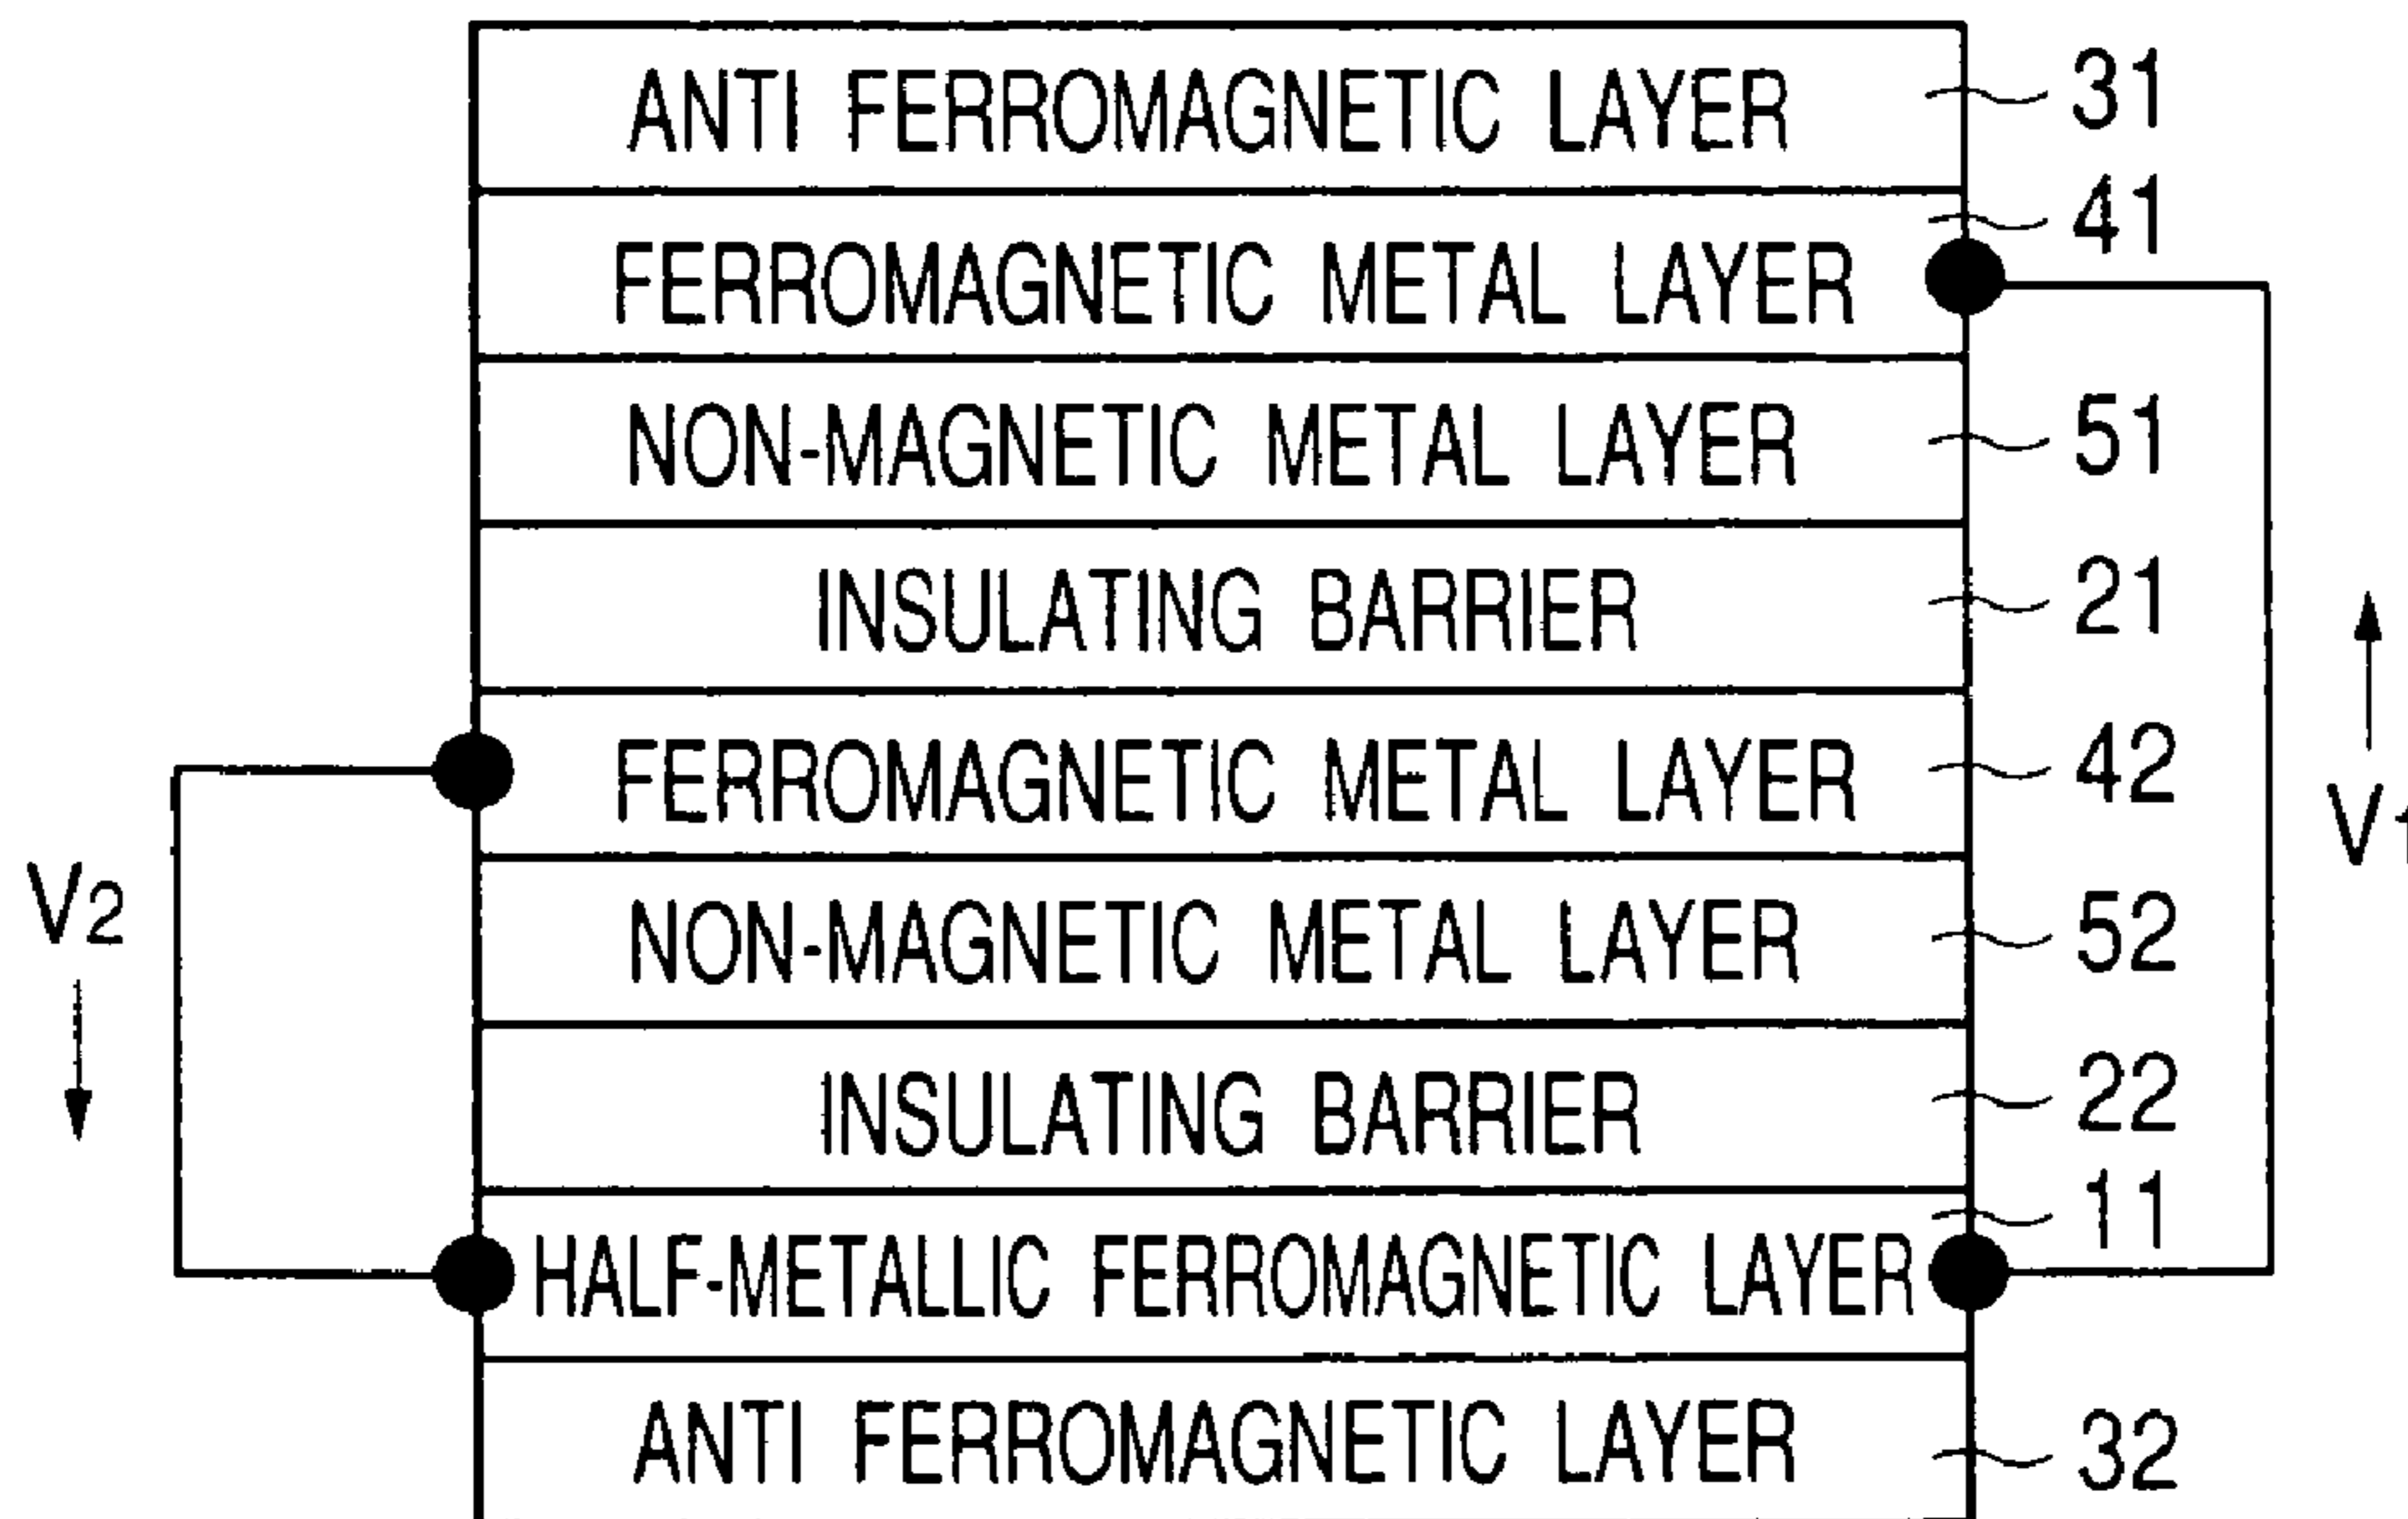 ANTI FERROMAGNETIC LAYER 31
41
FERROMAGNETIC METAL LAYER
NON-MAGNETIC METAL LAYER 51
INSULATING BARRIER 21
FERROMAGNETIC METAL LAYER 42
V1
V2
NON-MAGNETIC METAL LAYER 52
INSULATING BARRIER 22
11
HALF-METALLIC FERROMAGNETIC LAYER
ANTI FERROMAGNETIC LAYER 32